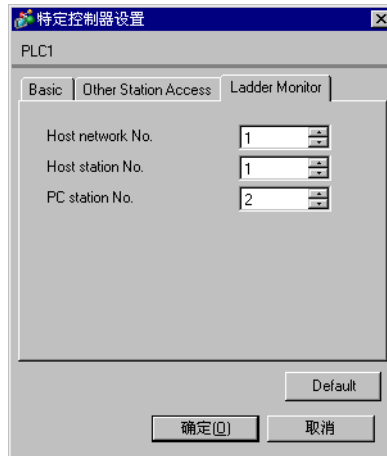 特定控制器设置
PLC1
Basic Other Station Access Ladder Monitor
Host network No. 1
Host station No. 1
PC station No. 2
Default
确定(O) 取消